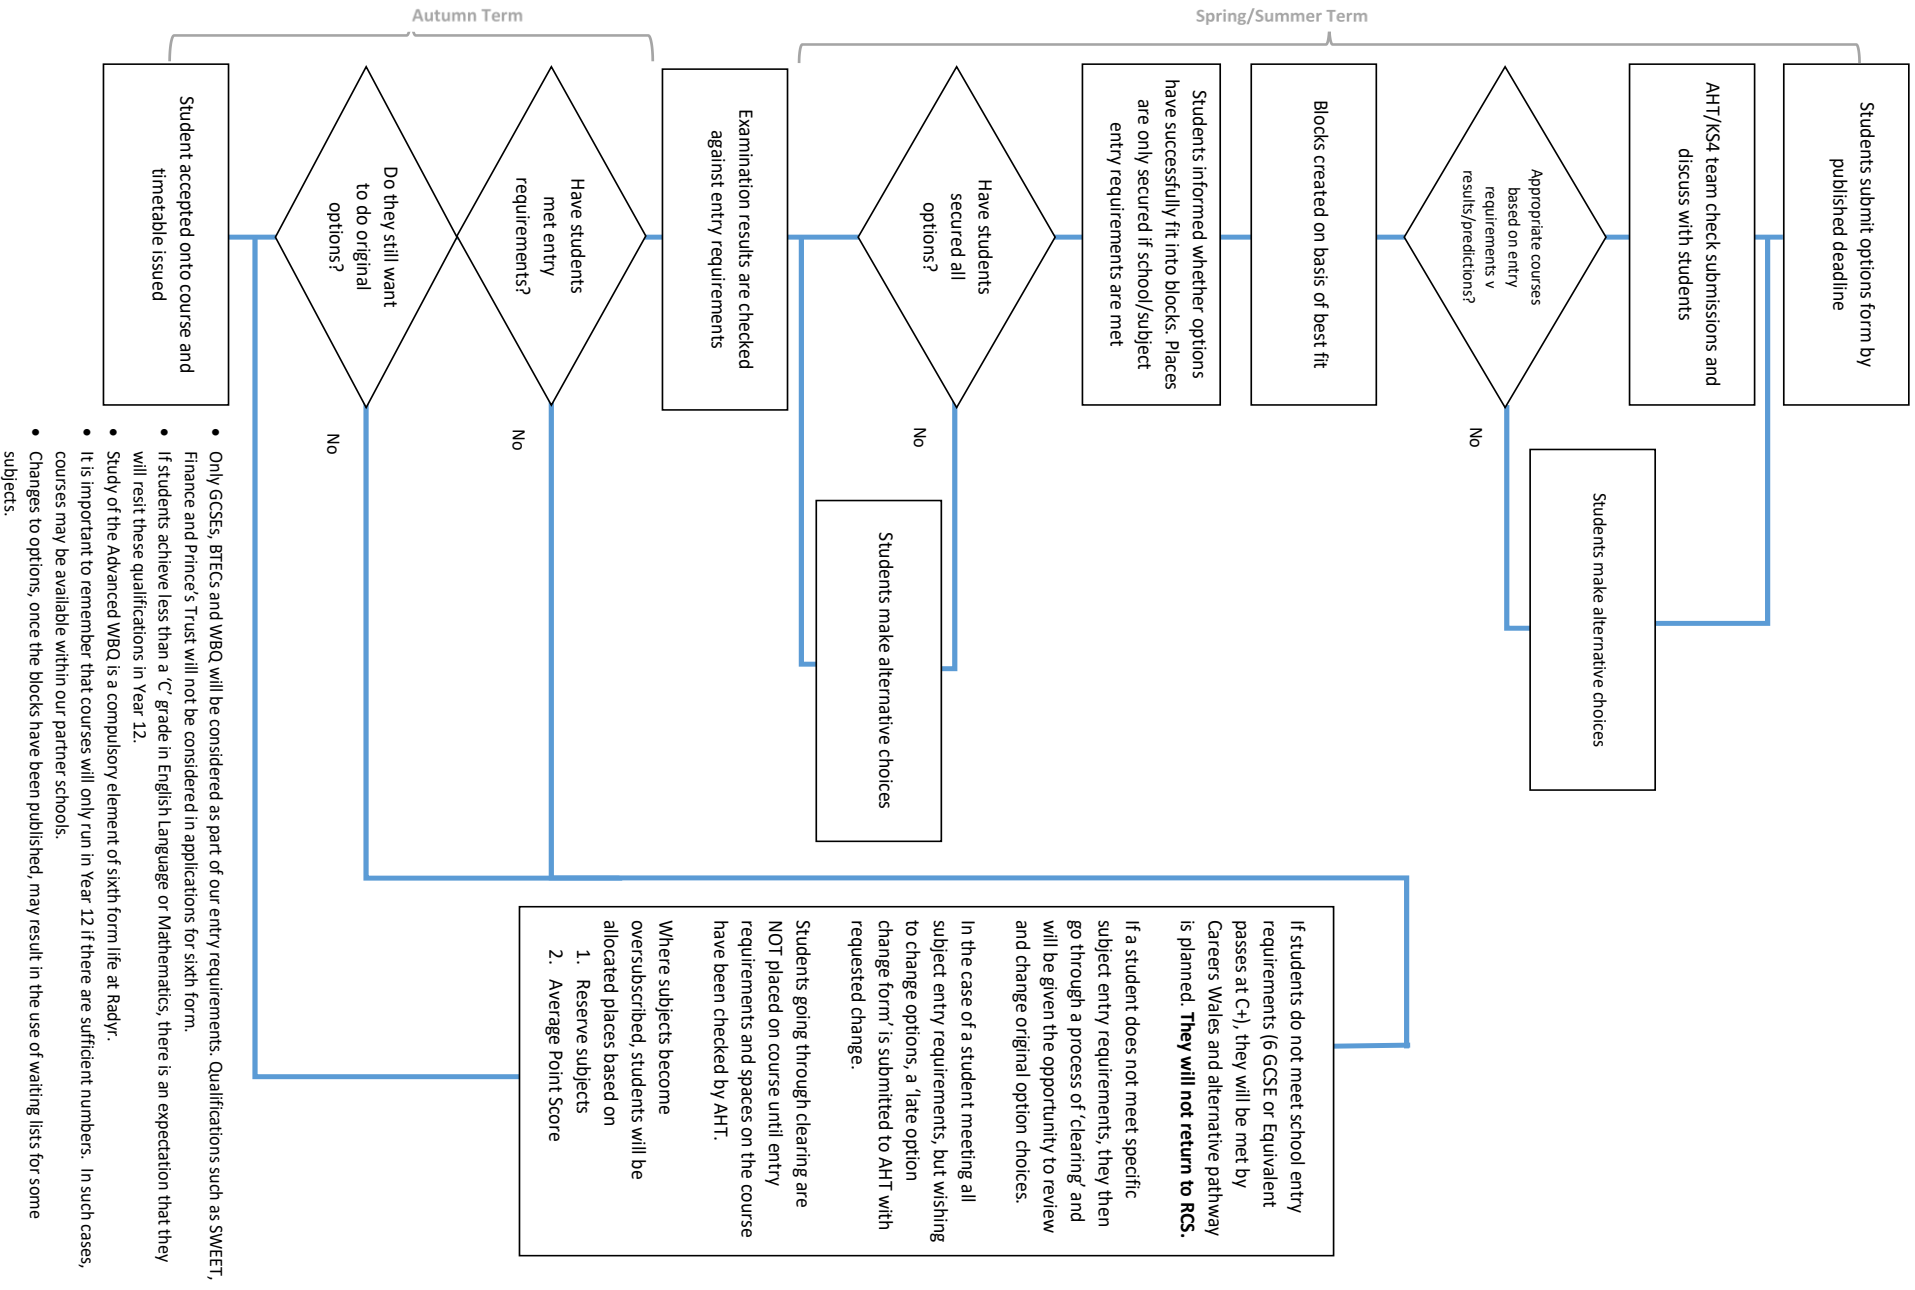 Spring/Summer Term
Autumn Term
Students submit options form by
published deadline
AHT/KS4 team check submissions and
discuss with students
Appropriate courses
based on entry
requirements v
results/predictions?
No
Students make alternative choices
Blocks created on basis of best fit
Students informed whether options
have successfully fit into blocks. Places
are only secured if school/subject
entry requirements are met
Have students
secured all
options?
No
Students make alternative choices
Examination results are checked
against entry requirements
Have students
met entry
requirements?
No
Do they still want
to do original
options?
No
Student accepted onto course and
timetable issued
If students do not meet school entry
requirements (6 GCSE or Equivalent
passes at C+), they will be met by
Careers Wales and alternative pathway
is planned. They will not return to RCS.
If a student does not meet specific
subject entry requirements, they then
go through a process of ‘clearing’ and
will be given the opportunity to review
and change original option choices.
In the case of a student meeting all
subject entry requirements, but wishing
to change options, a ‘late option
change form’ is submitted to AHT with
requested change.
Students going through clearing are
NOT placed on course until entry
requirements and spaces on the course
have been checked by AHT.
Where subjects become
oversubscribed, students will be
allocated places based on
1. Reserve subjects
2. Average Point Score
• Only GCSEs, BTECs and WBQ will be considered as part of our entry requirements. Qualifications such as SWEET,
Finance and Prince’s Trust will not be considered in applications for sixth form.
• If students achieve less than a ‘C’ grade in English Language or Mathematics, there is an expectation that they
will resit these qualifications in Year 12.
• Study of the Advanced WBQ is a compulsory element of sixth form life at Radyr.
• It is important to remember that courses will only run in Year 12 if there are sufficient numbers. In such cases,
courses may be available within our partner schools.
• Changes to options, once the blocks have been published, may result in the use of waiting lists for some
subjects.